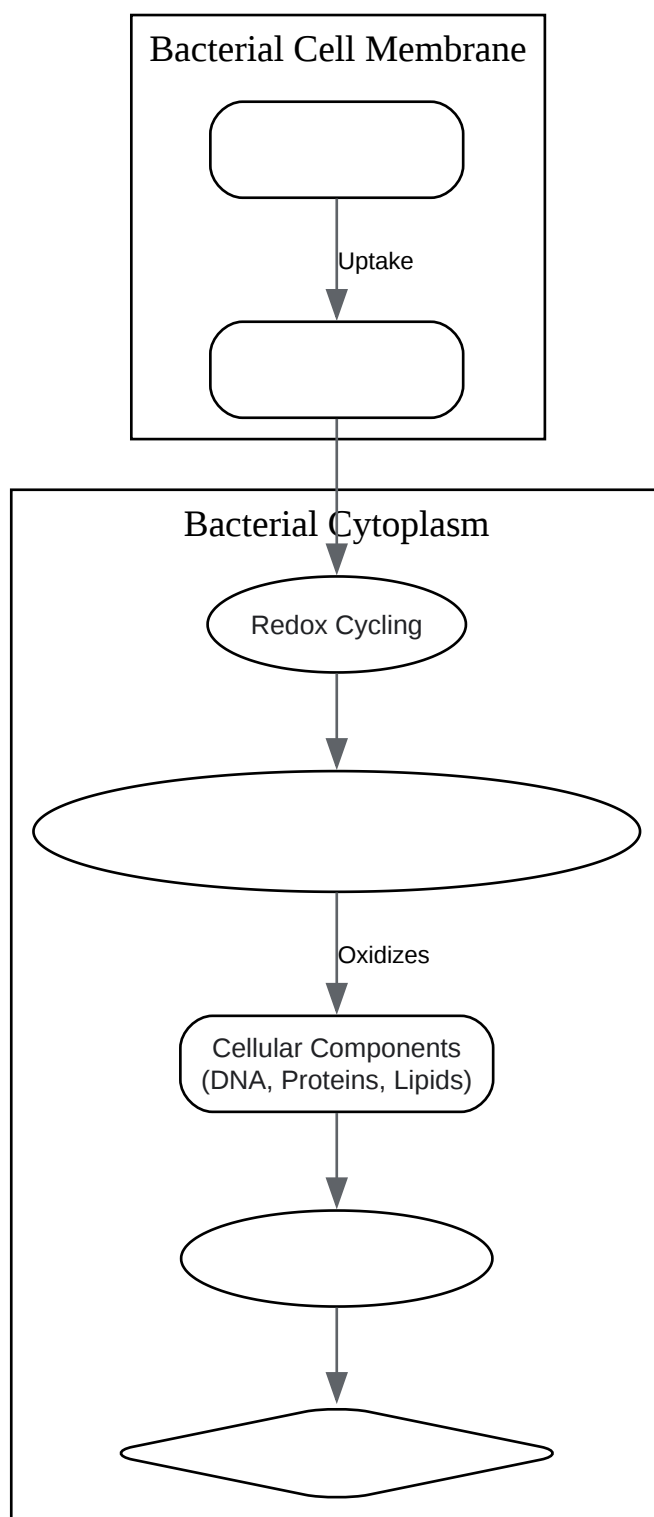 Bacterial Cell Membrane
Uptake
Bacterial Cytoplasm
Redox Cycling
Oxidizes
Cellular Components
(DNA, Proteins, Lipids)